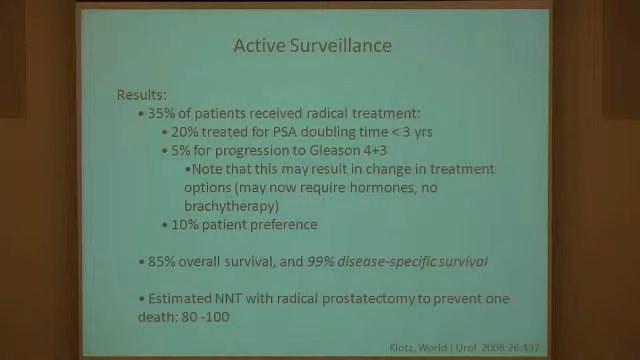 Active Surveillance
Results:
• 35% of patients received radical treatment:
• 20% treated for PSA doubling time < 3 yrs
• 5% for progression to Gleason 4+3
•Note that this may result in change in treatment
options (may now require hormones, no
brachytherapy)
• 10% patient preference
• 85% overall survival, and 99% disease-specific survival
• Estimated NNT with radical prostatectomy to prevent one
death: 80 -100
Klotz, World J Urol, 2008:26:437